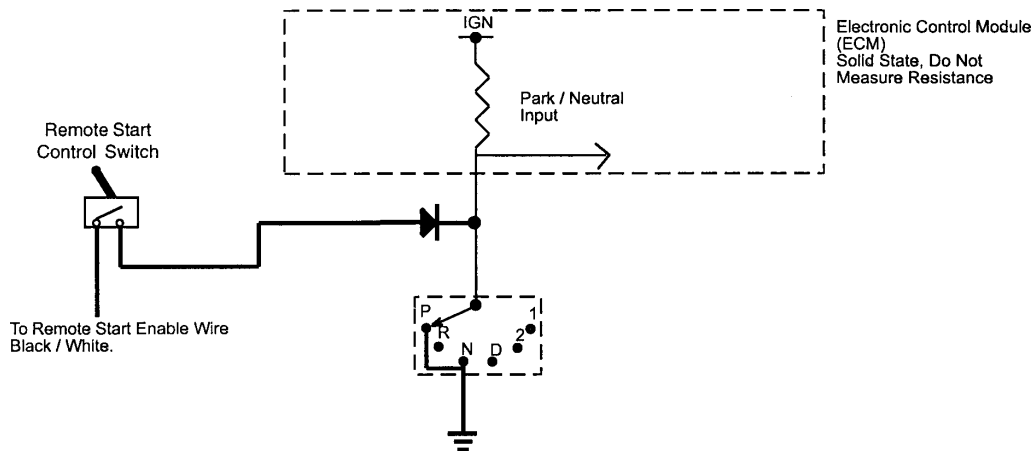 IGN
Electronic Control Module
(ECM)
Solid State, Do Not
Measure Resistance
Park / Neutral
Input
Remote Start
Control Switch
To Remote Start Enable Wire
Black / White.
P
R
N
D
2
1